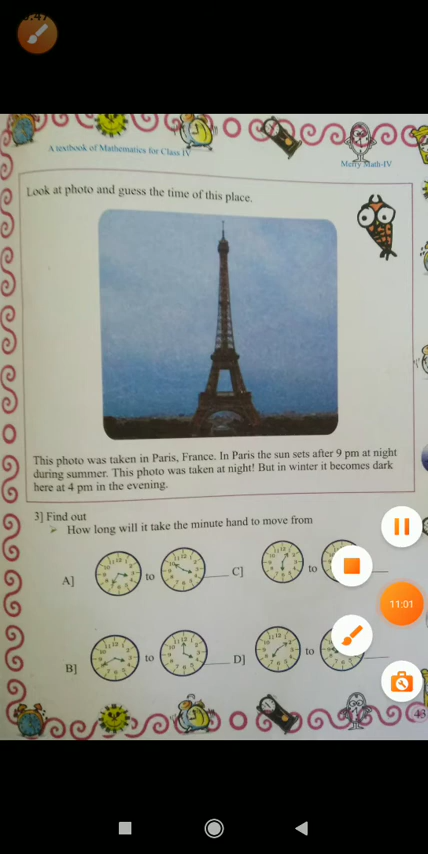 A textbook of Mathematics for Class IV
Merry Math-IV
Look at photo and guess the time of this place.
This photo was taken in Paris, France. In Paris the sun sets after 9 pm at night
during summer. This photo was taken at night! But in winter it becomes dark
here at 4 pm in the evening.
3] Find out
➢ How long will it take the minute hand to move from
A] to ____ C] to
B] to ____ D] to
11:01
43